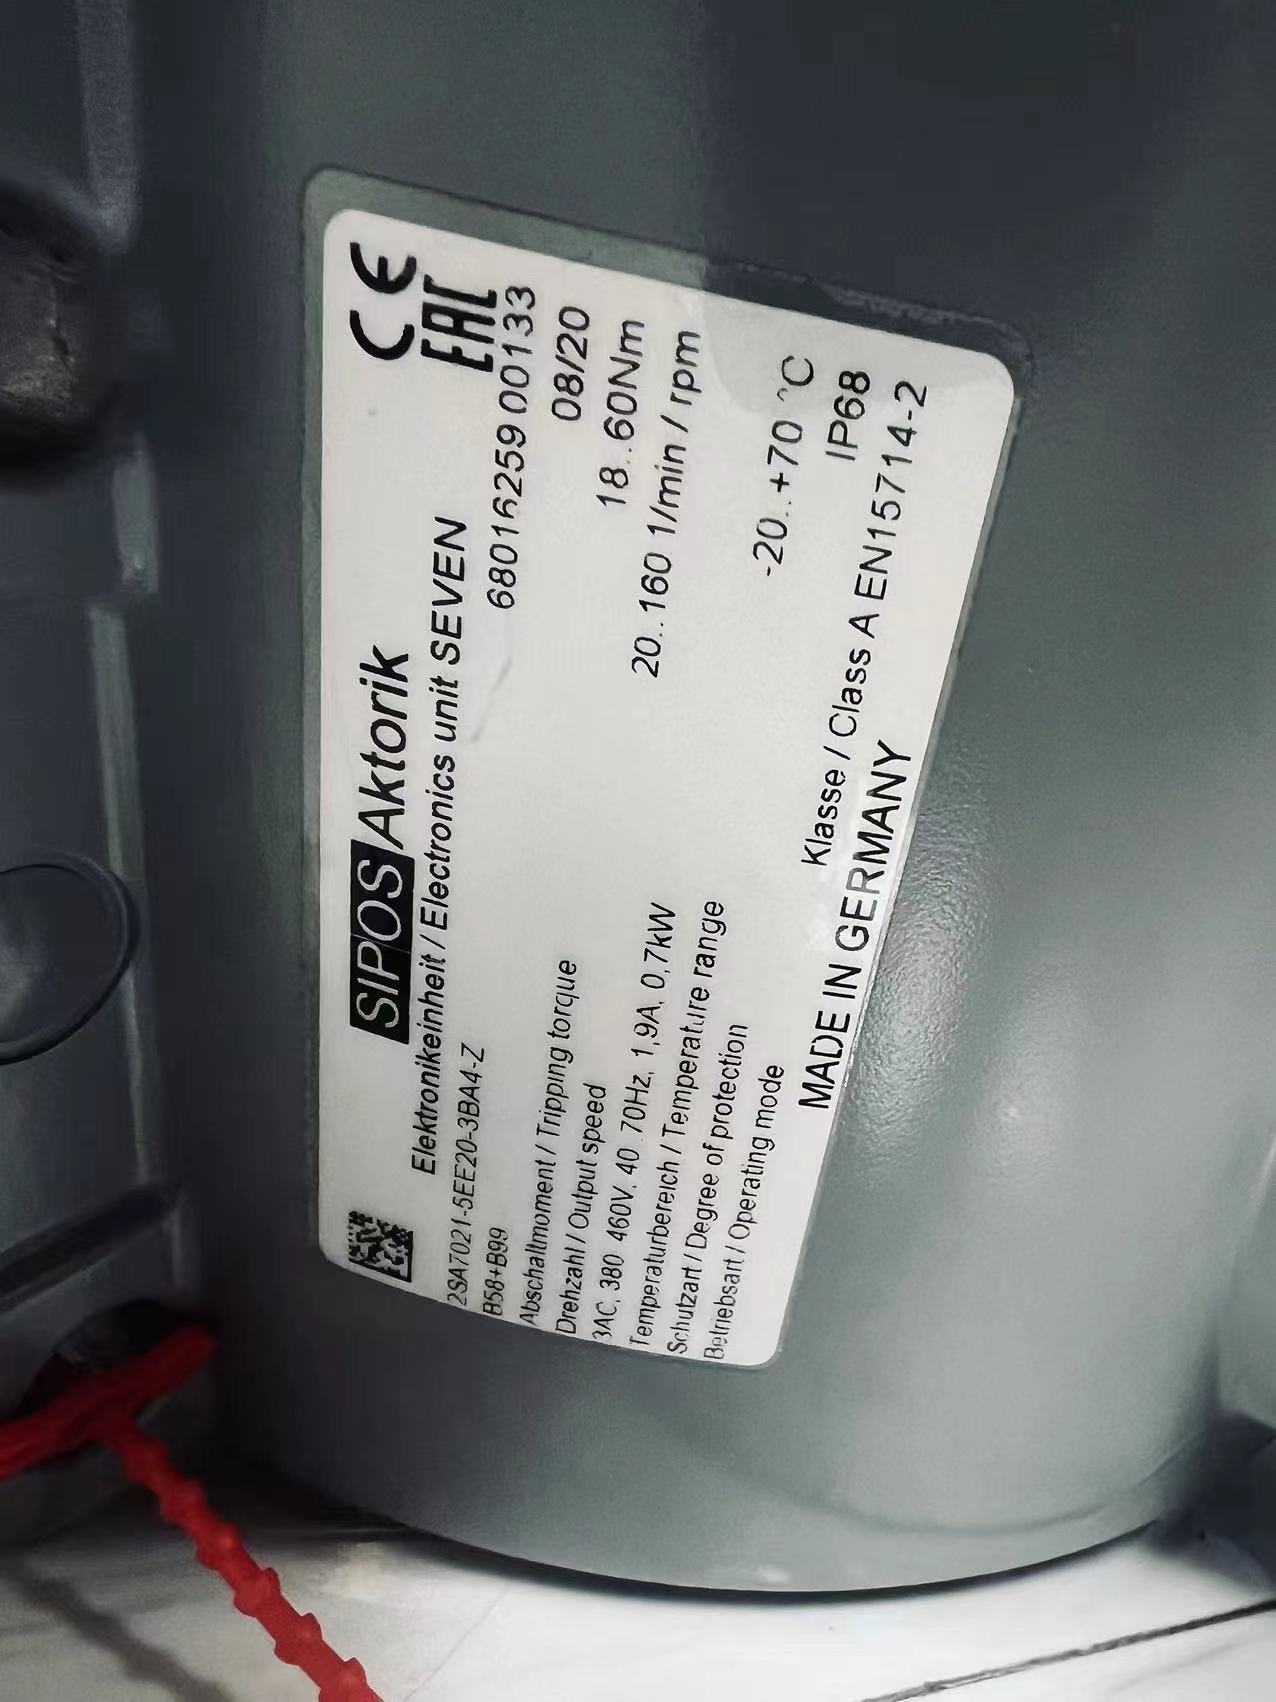 SIPOS Aktorik
CE
EAC
Elektronikeinheit / Electronics unit SEVEN
2SA7021-5EE20-3BA4-Z
68016259 00133
B58+B99
08/20
Abschaltmoment / Tripping torque 18..60Nm
Drehzahl / Output speed 20..160 1/min / rpm
3AC, 380 460V, 40 70Hz, 1,9A, 0,7kW
Temperaturbereich / Temperature range -20..+70 °C
Schutzart / Degree of protection IP68
Betriebsart / Operating mode Klasse / Class A EN15714-2
MADE IN GERMANY